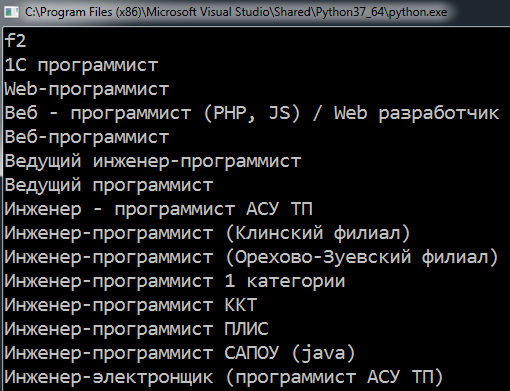 C:\Program Files (x86)\Microsoft Visual Studio\Shared\Python37_64\python.exe
f2
1С программист
Web-программист
Веб - программист (PHP, JS) / Web разработчик
Веб-программист
Ведущий инженер-программист
Ведущий программист
Инженер - программист АСУ ТП
Инженер-программист (Клинский филиал)
Инженер-программист (Орехово-Зуевский филиал)
Инженер-программист 1 категории
Инженер-программист ККТ
Инженер-программист ПЛИС
Инженер-программист САПОУ (java)
Инженер-электронщик (программист АСУ ТП)